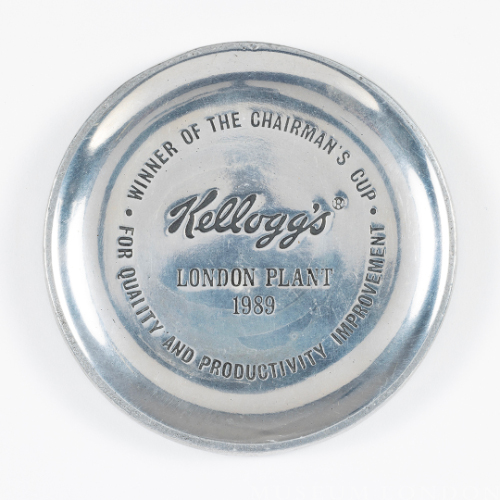 WINNER OF THE CHAIRMAN'S CUP •
Kellogg's®
LONDON PLANT
1989
• FOR QUALITY AND PRODUCTIVITY IMPROVEMENT